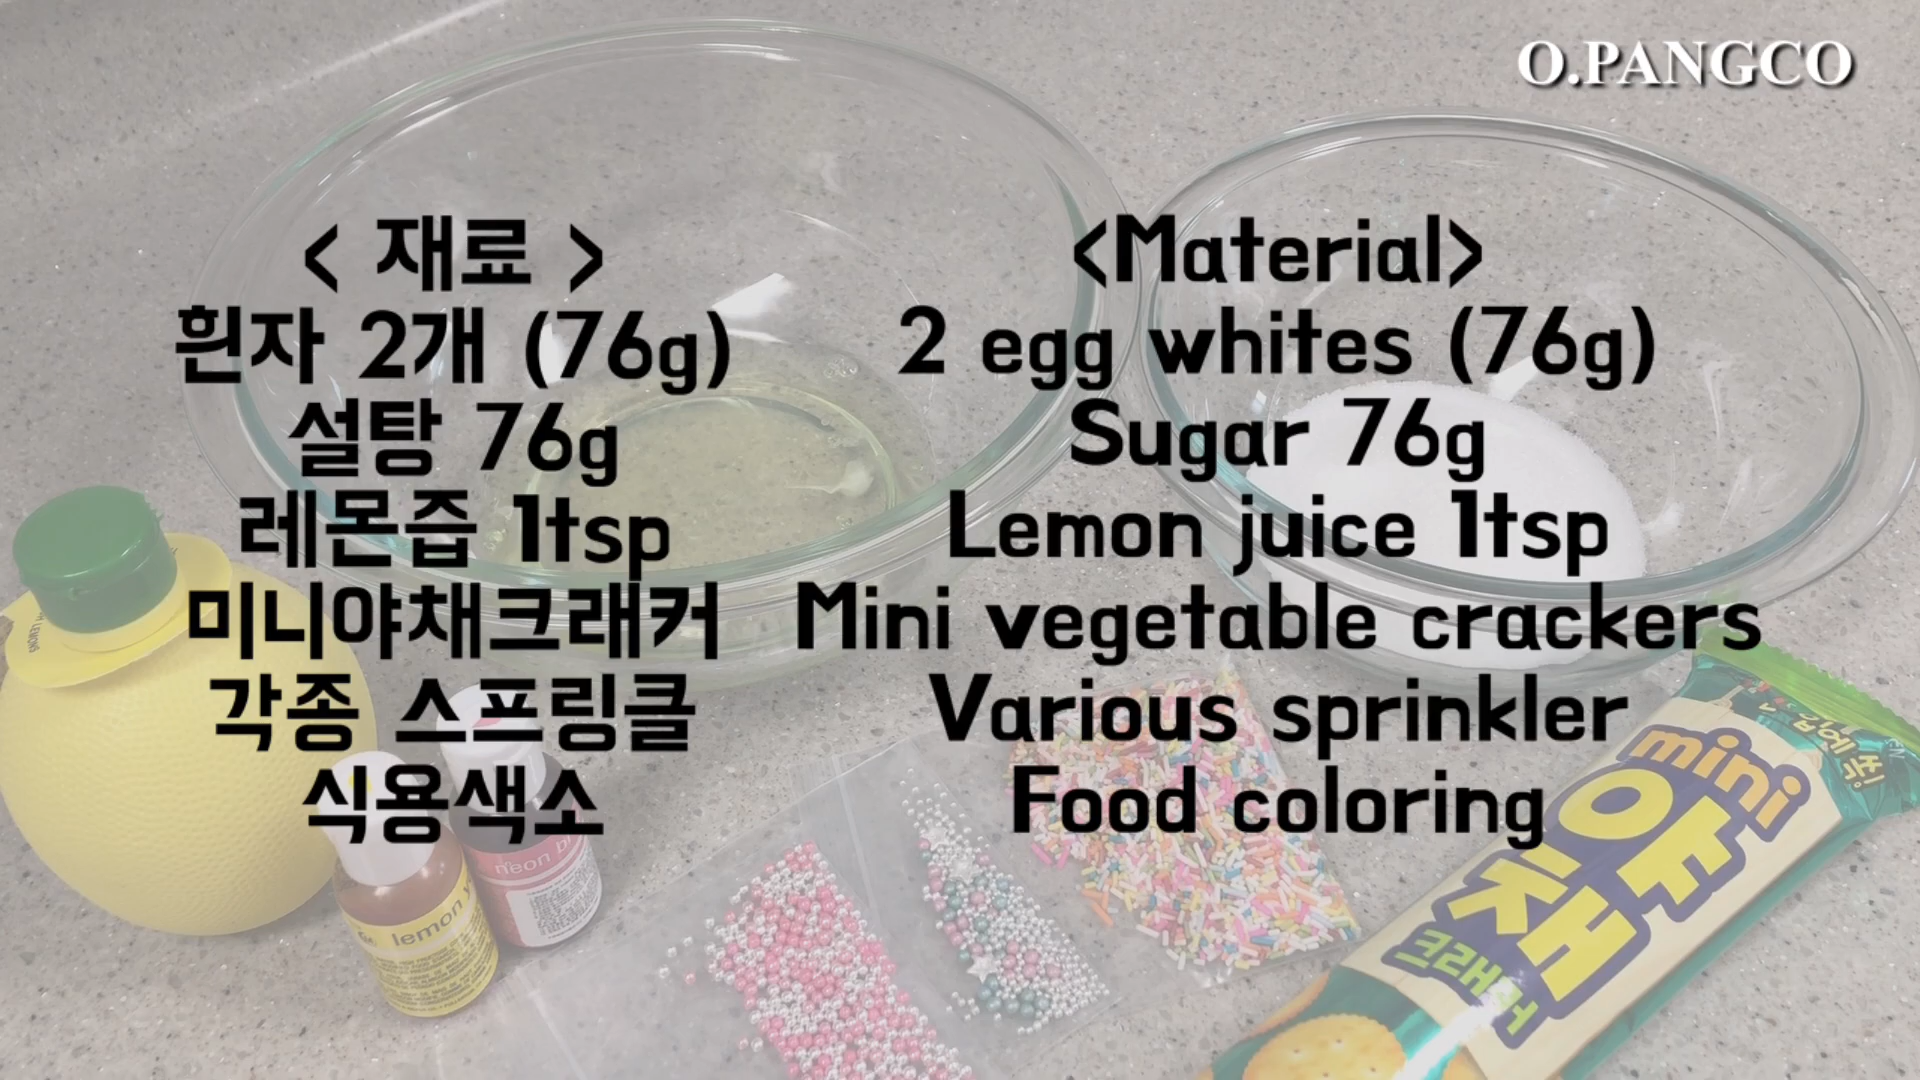 O.PANGCO
< 재료 >
흰자 2개 (76g)
설탕 76g
레몬즙 1tsp
미니야채크래커
각종 스프링클
식용색소
<Material>
2 egg whites (76g)
Sugar 76g
Lemon juice 1tsp
Mini vegetable crackers
Various sprinkler
Food coloring
lemon
neon
mini
야채
크래커